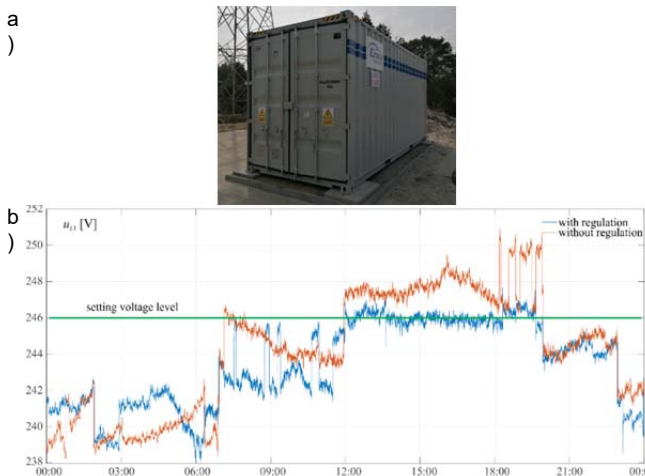 a
)
b
)
252
250
248
246
244
242
240
238
u [V]
with regulation
without regulation
setting voltage level
00:00 03:00 06:00 09:00 12:00 15:00 18:00 21:00 00:0